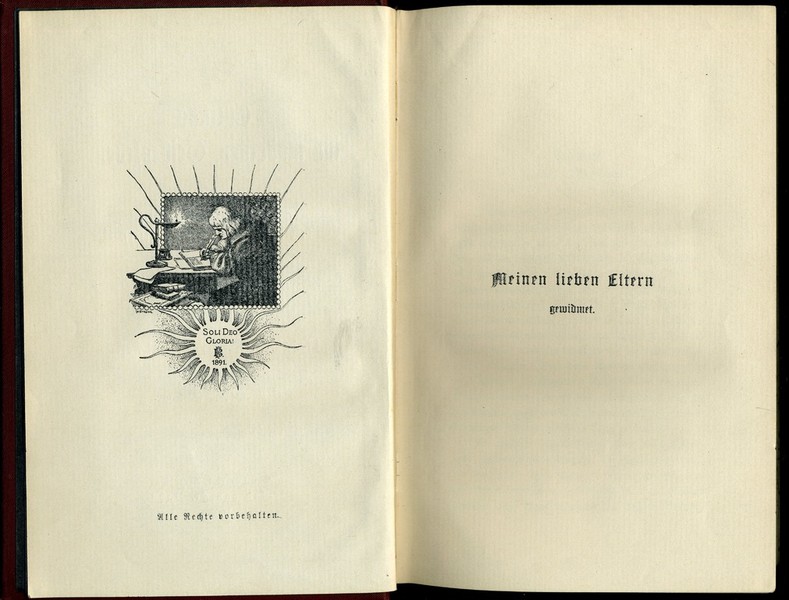 SOLI DEO
GLORIA!
1891.
Alle Rechte vorbehalten.
Meinen lieben Eltern
gewidmet.